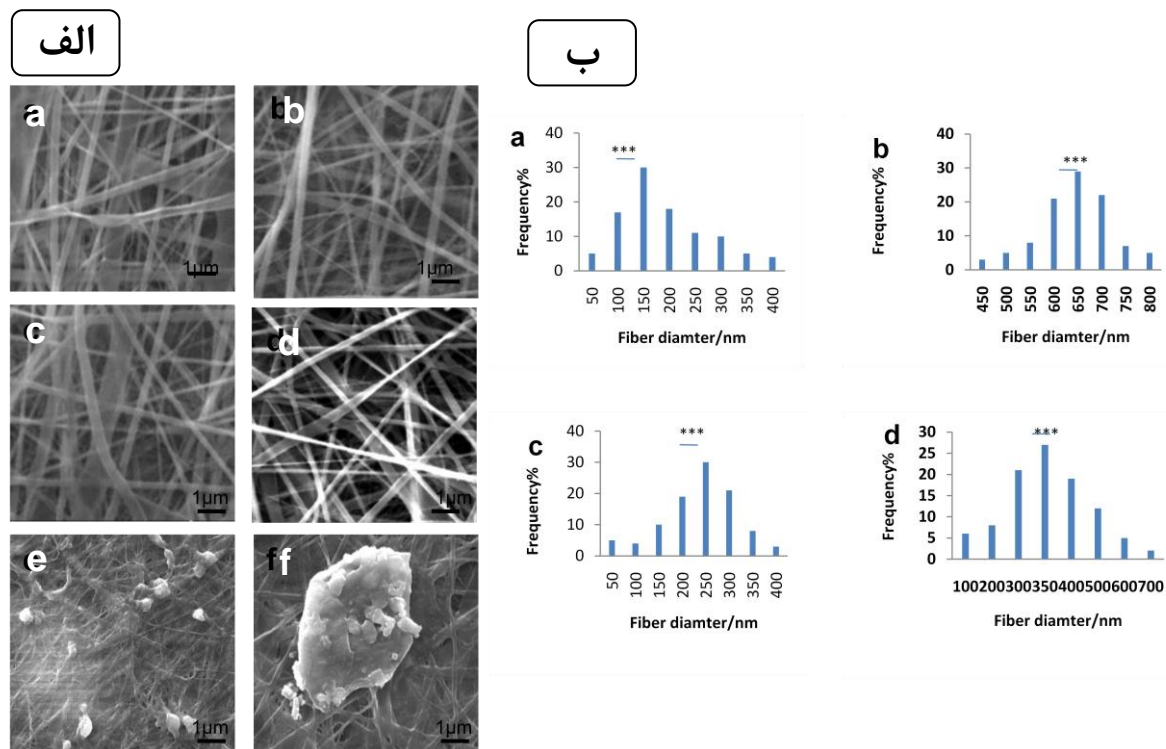 الف
ب
a
b
1µm
1µm
c
d
1µm
1µm
e
f
1µm
1µm
a
***
Frequency%
40
30
20
10
0
50 100 150 200 250 300 350 400
Fiber diamter/nm
b
***
Frequency%
40
30
20
10
0
450 500 550 600 650 700 750 800
Fiber diamter/nm
c
***
Frequency%
40
30
20
10
0
50 100 150 200 250 300 350 400
Fiber diamter/nm
d
***
Frequency%
30
25
20
15
10
5
0
100200300350400500600700
Fiber diamter/nm